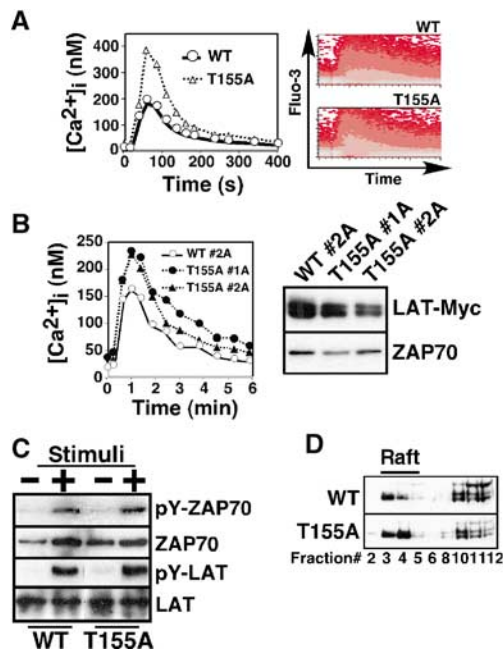 A
[Ca2+]i (nM)
400
300
200
100
0
WT
T155A
0 100 200 300 400
Time (s)
WT
T155A
Fluo-3
Time
B
[Ca2+]i (nM)
250
200
150
100
50
0
WT #2A
T155A #1A
T155A #2A
0 1 2 3 4 5 6
Time (min)
WT #2A
T155A #1A
T155A #2A
LAT-Myc
ZAP70
C
Stimuli
− + − +
pY-ZAP70
ZAP70
pY-LAT
LAT
WT T155A
D
Raft
WT
T155A
Fraction# 2 3 4 5 6 8 10 11 12